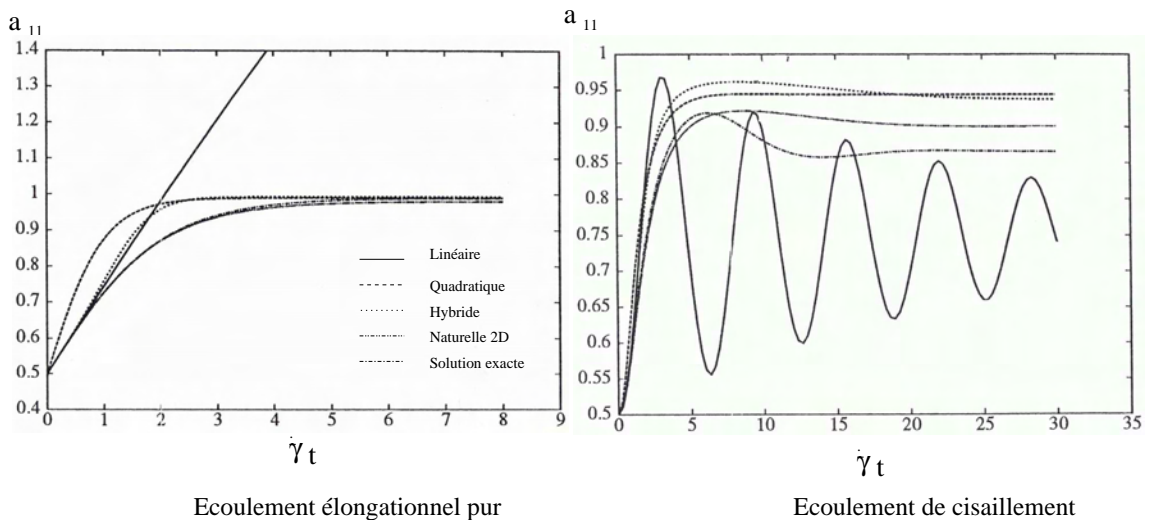 a 11
1.4
1.3
1.2
1.1
1
0.9
0.8
0.7
0.6
0.5
0.4
0 1 2 3 4 5 6 7 8 9
Linéaire
Quadratique
Hybride
Naturelle 2D
Solution exacte
γ̇ t
Ecoulement élongationnel pur
a 11
1
0.95
0.9
0.85
0.8
0.75
0.7
0.65
0.6
0.55
0.5
0 5 10 15 20 25 30 35
γ̇ t
Ecoulement de cisaillement